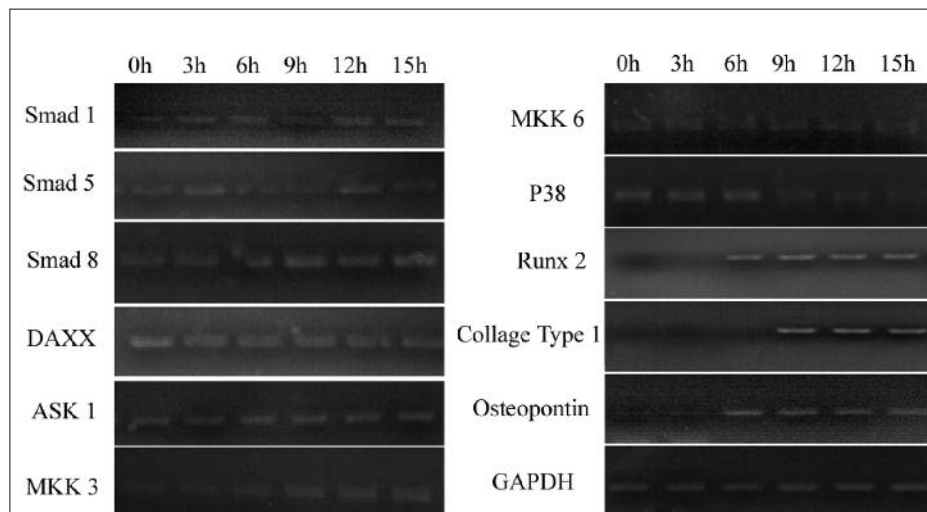 0h 3h 6h 9h 12h 15h
Smad 1
Smad 5
Smad 8
DAXX
ASK 1
MKK 3
0h 3h 6h 9h 12h 15h
MKK 6
P38
Runx 2
Collage Type 1
Osteopontin
GAPDH